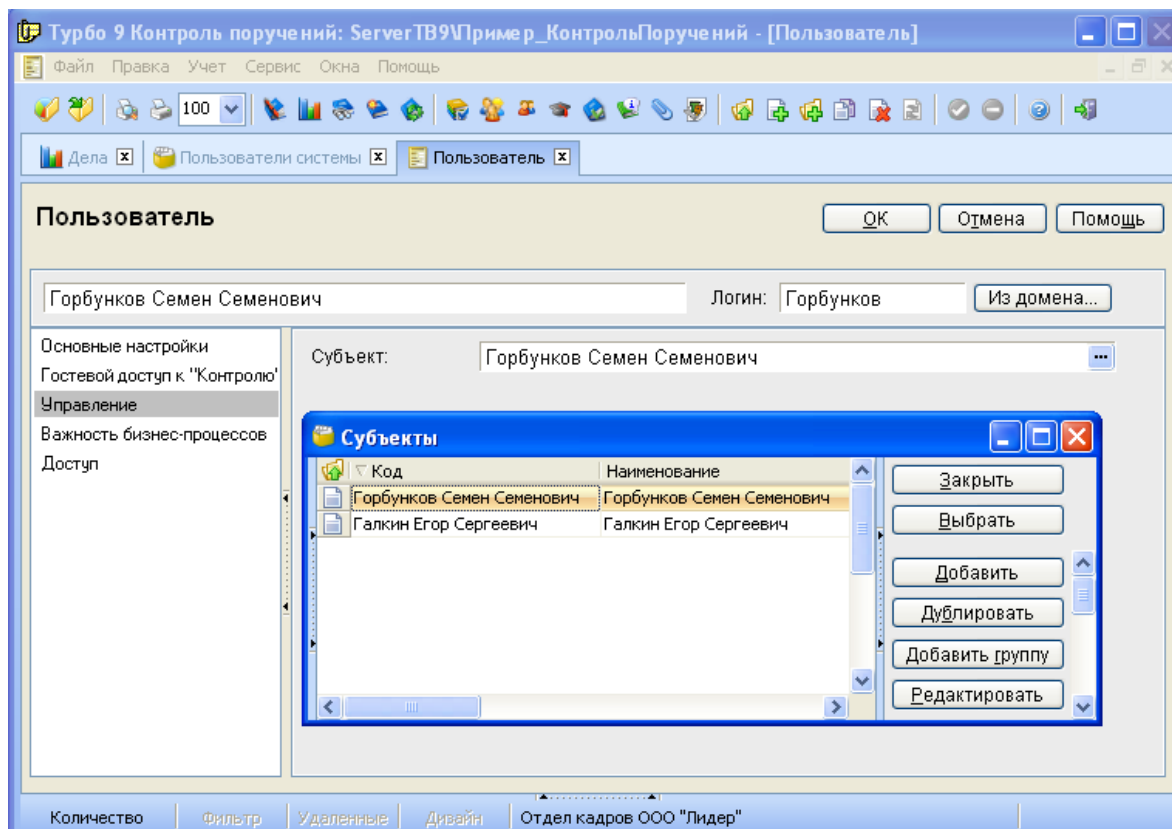 Турбо 9 Контроль поручений: ServerTB9\Пример_КонтрольПоручений - [Пользователь]
Файл Правка Учет Сервис Окна Помощь
100
Дела Пользователи системы Пользователь
Пользователь ОК Отмена Помощь
Горбунков Семен Семенович Логин: Горбунков Из домена...
Основные настройки
Гостевой доступ к "Контролю"
Управление
Важность бизнес-процессов
Доступ
Субъект: Горбунков Семен Семенович ...
Субъекты
Код Наименование
Горбунков Семен Семенович Горбунков Семен Семенович
Галкин Егор Сергеевич Галкин Егор Сергеевич
Закрыть
Выбрать
Добавить
Дублировать
Добавить группу
Редактировать
Количество Фильтр Удаленные Дизайн Отдел кадров ООО "Лидер"